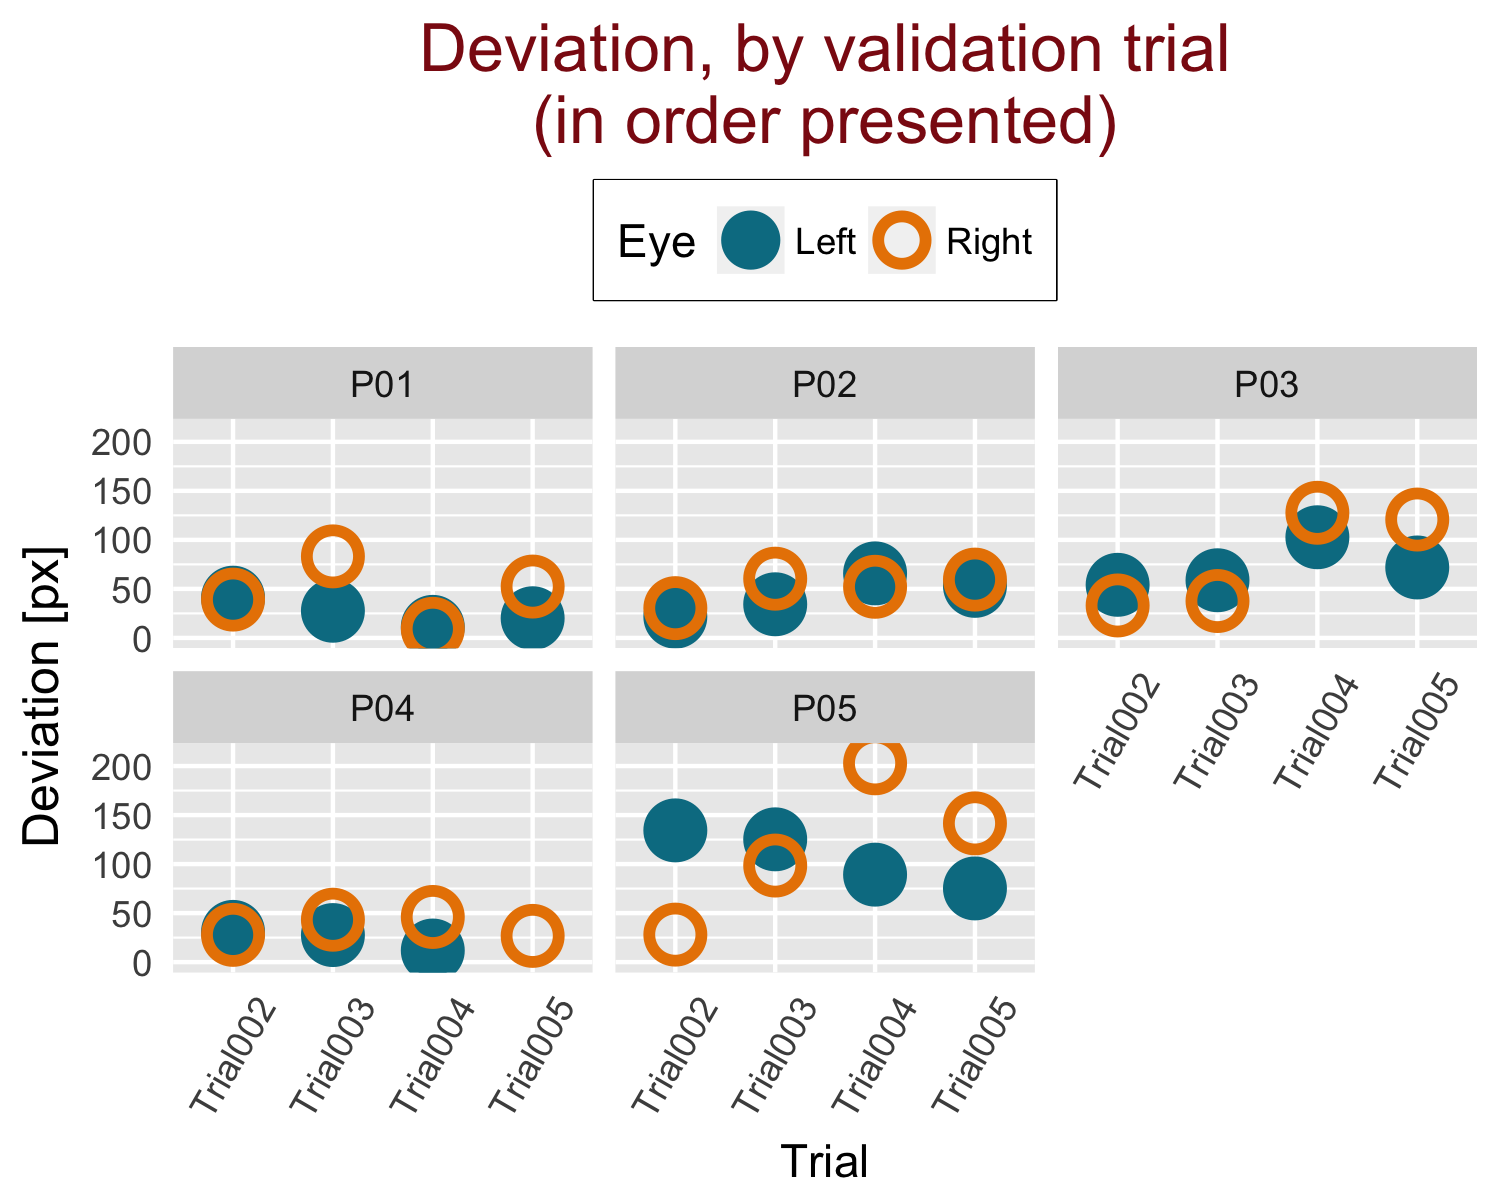 Deviation, by validation trial
(in order presented)
Eye Left Right
P01 P02 P03
200
150
100
50
0
Trial002 Trial003 Trial004 Trial005
P04 P05
200
150
100
50
0
Trial002 Trial003 Trial004 Trial005 Trial002 Trial003 Trial004 Trial005
Deviation [px]
Trial